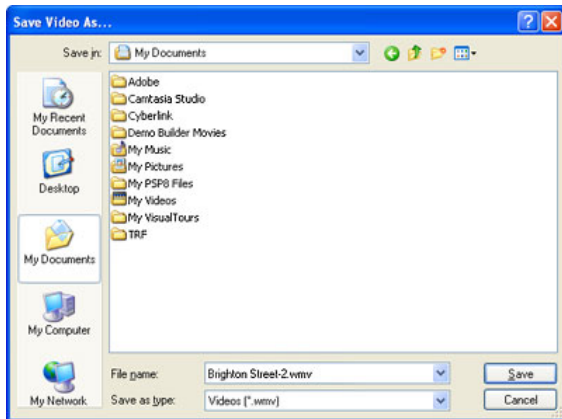 Save Video As...
Save in:
My Documents
My Recent
Documents
Desktop
My Documents
My Computer
My Network
Adobe
Camtasia Studio
Cyberlink
Demo Builder Movies
My Music
My Pictures
My PSP8 Files
My Videos
My VisualTours
TRF
File name:
Brighton Street-2.wmv
Save
Save as type:
Videos (*.wmv)
Cancel